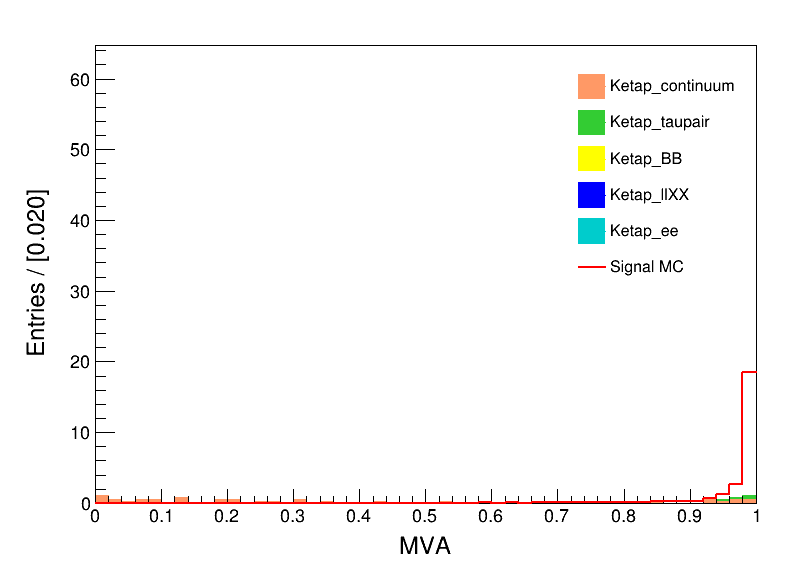 60
50
40
30
20
10
0
Entries / [0.020]
Ketap_continuum
Ketap_taupair
Ketap_BB
Ketap_llXX
Ketap_ee
Signal MC
0 0.1 0.2 0.3 0.4 0.5 0.6 0.7 0.8 0.9 1
MVA